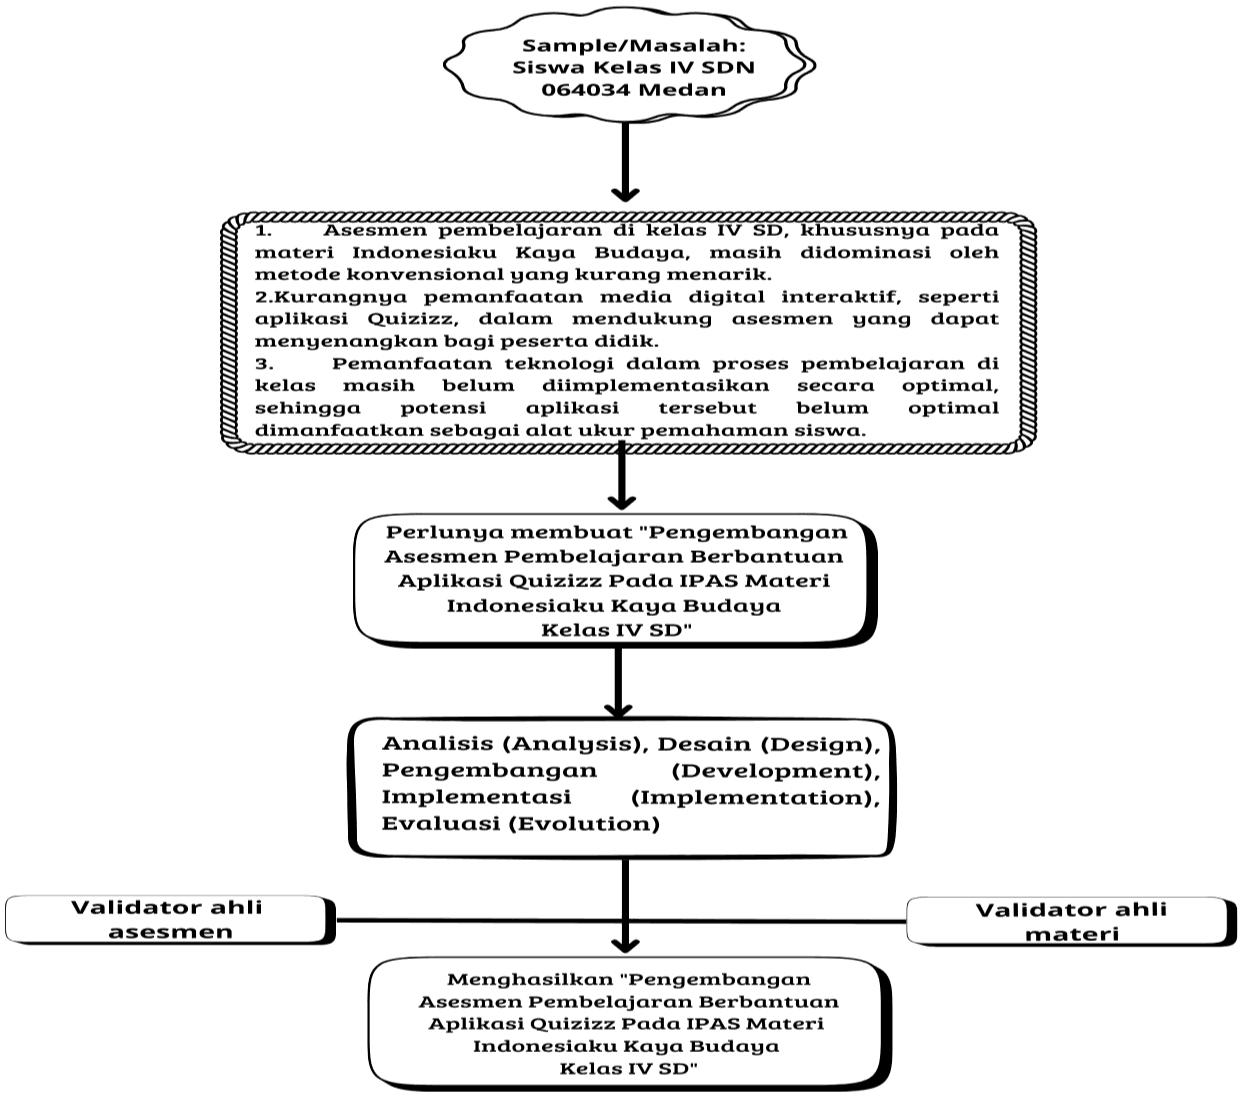 Sample/Masalah:
Siswa Kelas IV SDN
064034 Medan
1. Asesmen pembelajaran di kelas IV SD, khususnya pada
materi Indonesiaku Kaya Budaya, masih didominasi oleh
metode konvensional yang kurang menarik.
2.Kurangnya pemanfaatan media digital interaktif, seperti
aplikasi Quizizz, dalam mendukung asesmen yang dapat
menyenangkan bagi peserta didik.
3. Pemanfaatan teknologi dalam proses pembelajaran di
kelas masih belum diimplementasikan secara optimal,
sehingga potensi aplikasi tersebut belum optimal
dimanfaatkan sebagai alat ukur pemahaman siswa.
Perlunya membuat "Pengembangan
Asesmen Pembelajaran Berbantuan
Aplikasi Quizizz Pada IPAS Materi
Indonesiaku Kaya Budaya
Kelas IV SD"
Analisis (Analysis), Desain (Design),
Pengembangan (Development),
Implementasi (Implementation),
Evaluasi (Evolution)
Validator ahli
asesmen
Validator ahli
materi
Menghasilkan "Pengembangan
Asesmen Pembelajaran Berbantuan
Aplikasi Quizizz Pada IPAS Materi
Indonesiaku Kaya Budaya
Kelas IV SD"